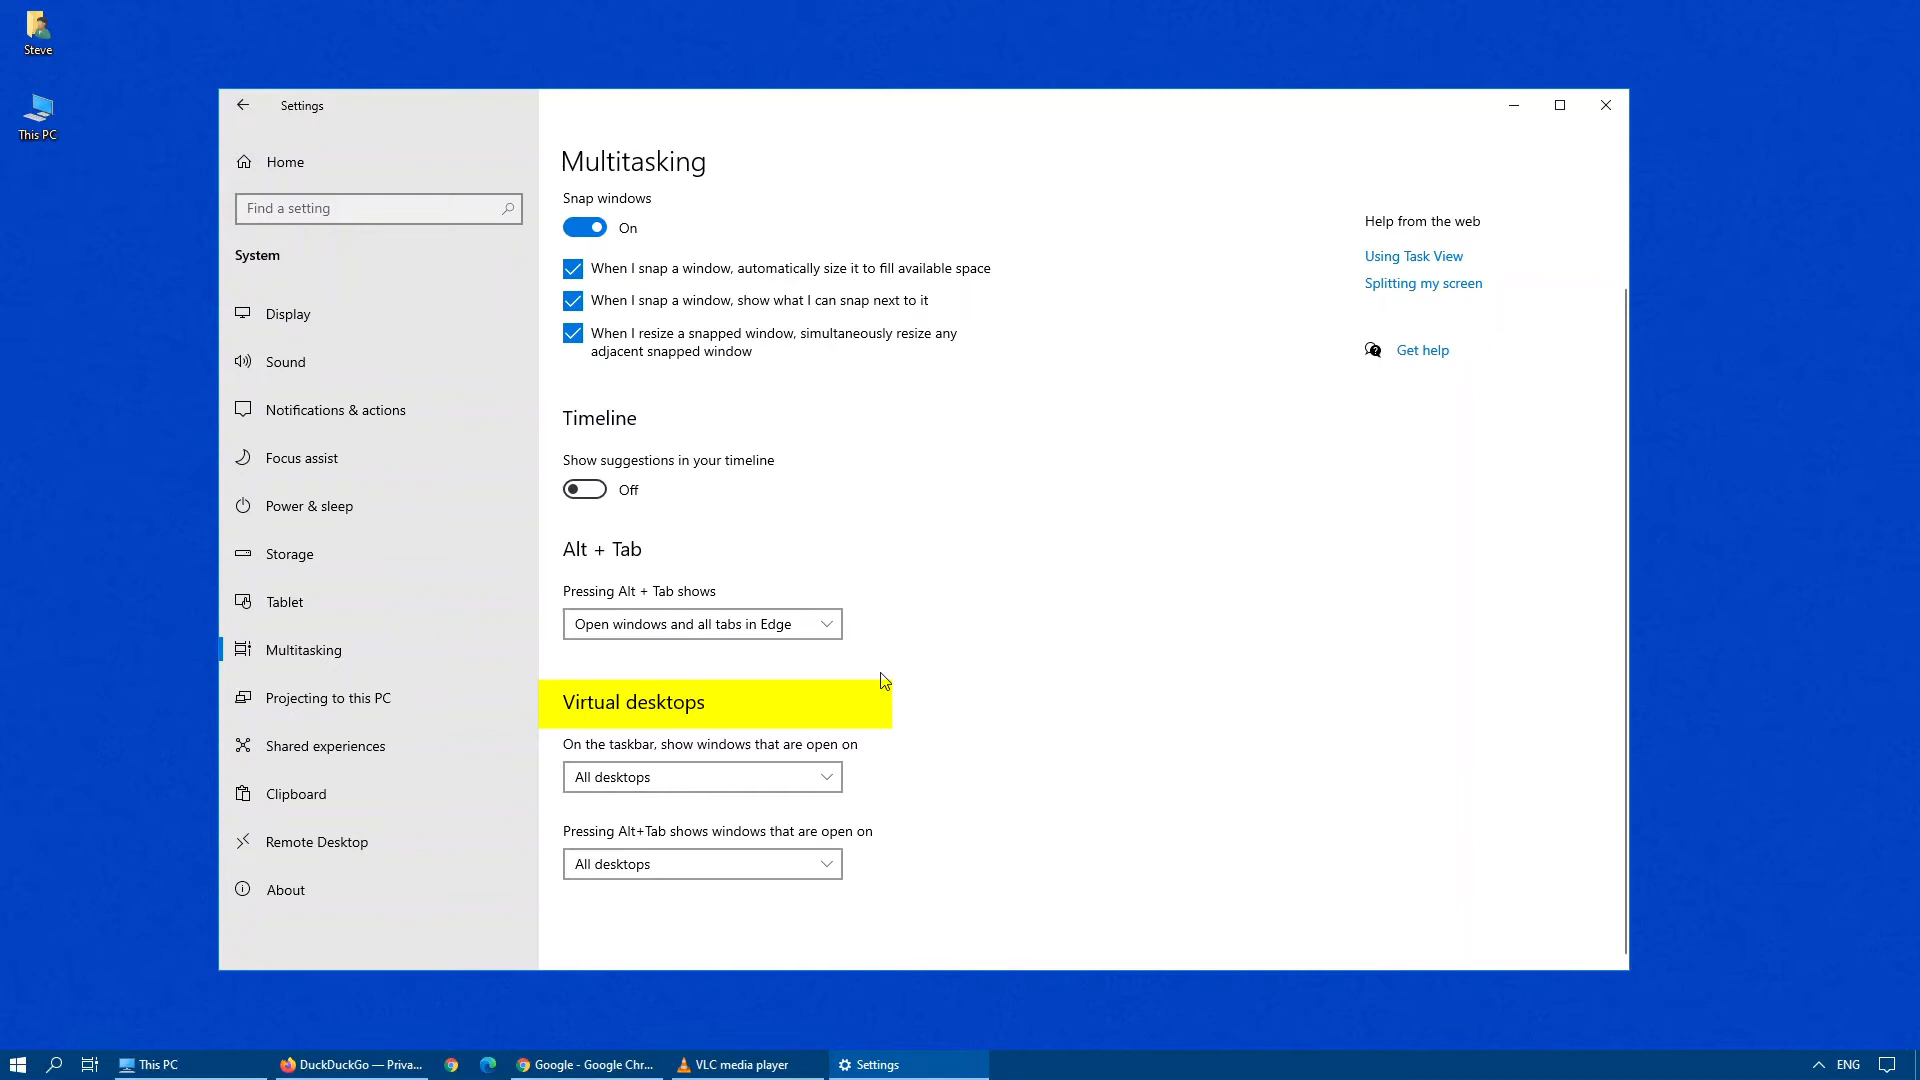 Steve
This PC
Settings
Home
Find a setting
System
Display
Sound
Notifications & actions
Focus assist
Power & sleep
Storage
Tablet
Multitasking
Projecting to this PC
Shared experiences
Clipboard
Remote Desktop
About
Multitasking
Snap windows
On
When I snap a window, automatically size it to fill available space
When I snap a window, show what I can snap next to it
When I resize a snapped window, simultaneously resize any
adjacent snapped window
Timeline
Show suggestions in your timeline
Off
Alt + Tab
Pressing Alt + Tab shows
Open windows and all tabs in Edge
Virtual desktops
On the taskbar, show windows that are open on
All desktops
Pressing Alt+Tab shows windows that are open on
All desktops
Help from the web
Using Task View
Splitting my screen
Get help
This PC
DuckDuckGo — Priva...
Google - Google Chr...
VLC media player
Settings
ENG